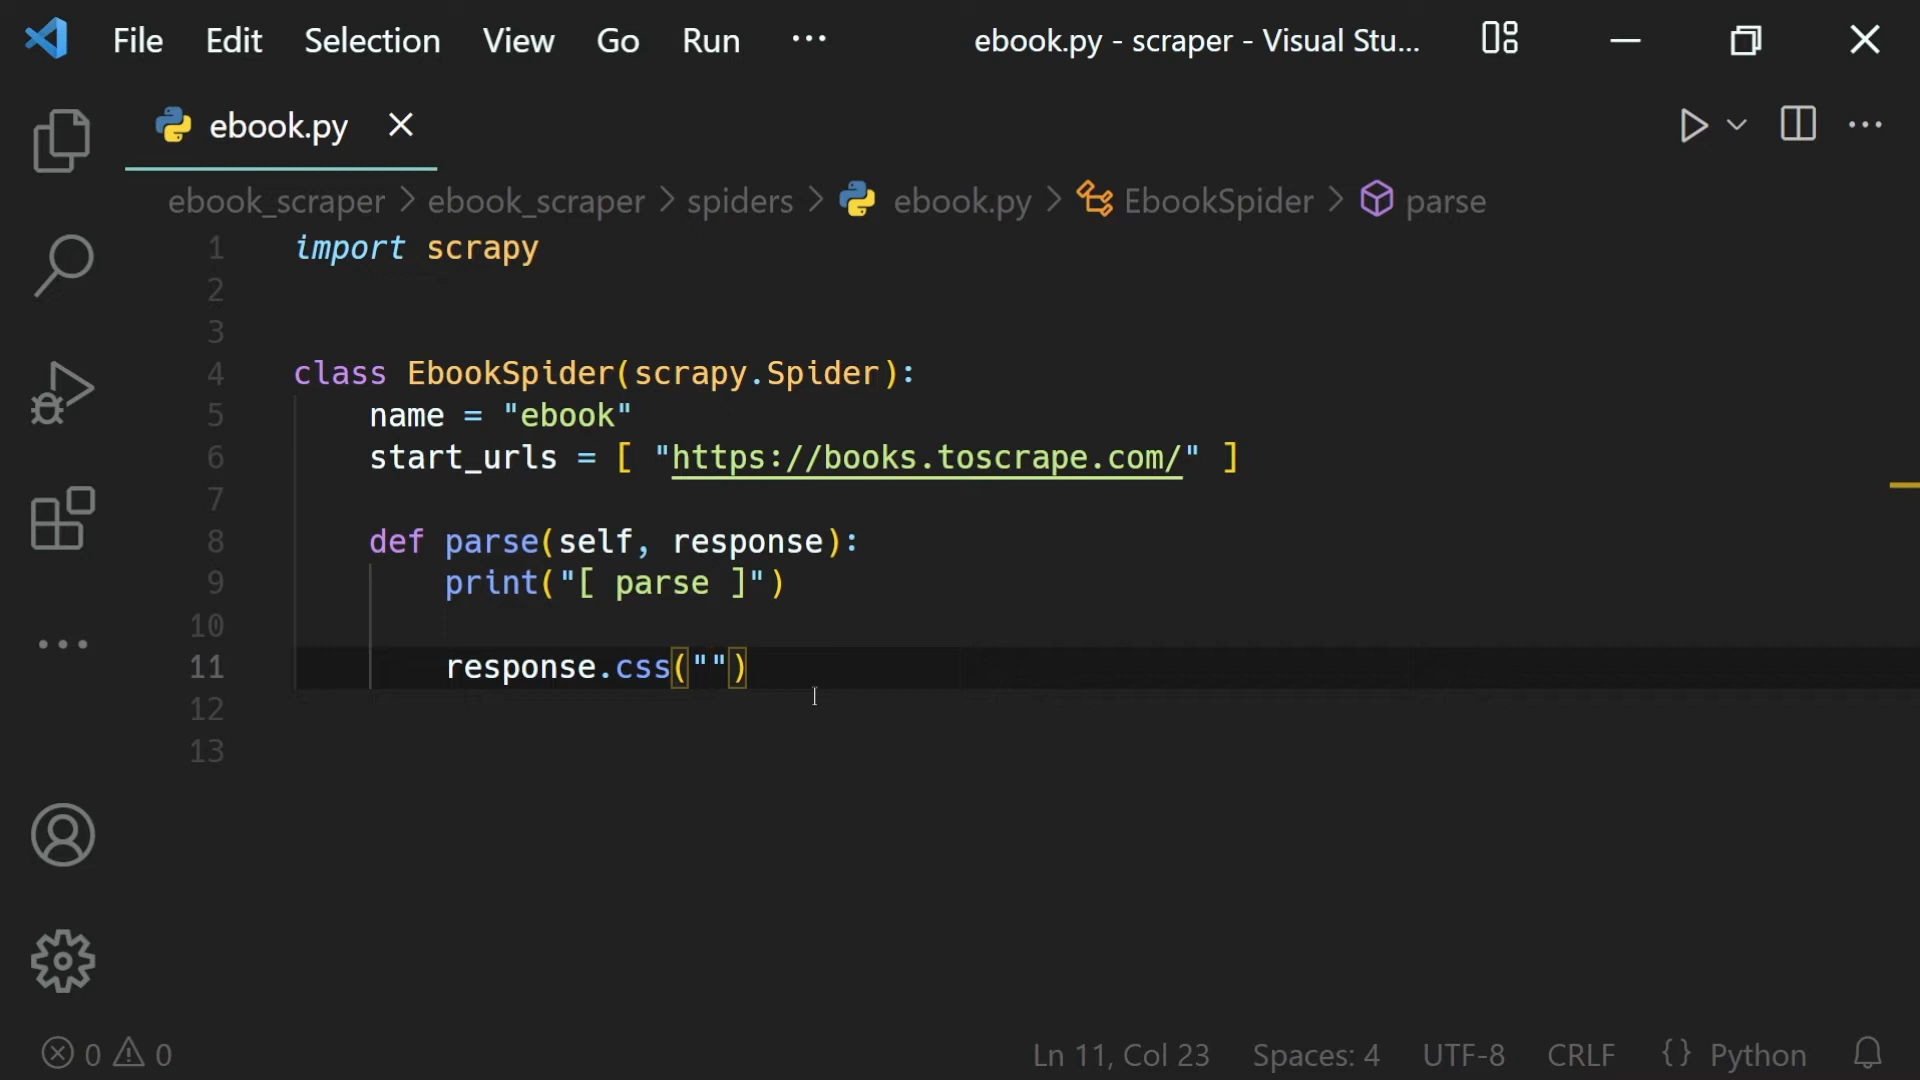 File Edit Selection View Go Run ··· ebook.py - scraper - Visual Stu...
ebook.py
ebook_scraper > ebook_scraper > spiders > ebook.py > EbookSpider > parse
1 import scrapy
2
3
4 class EbookSpider(scrapy.Spider):
5 name = "ebook"
6 start_urls = [ "https://books.toscrape.com/" ]
7
8 def parse(self, response):
9 print("[ parse ]")
10
11 response.css("")
12
13
0 0 Ln 11, Col 23 Spaces: 4 UTF-8 CRLF {} Python